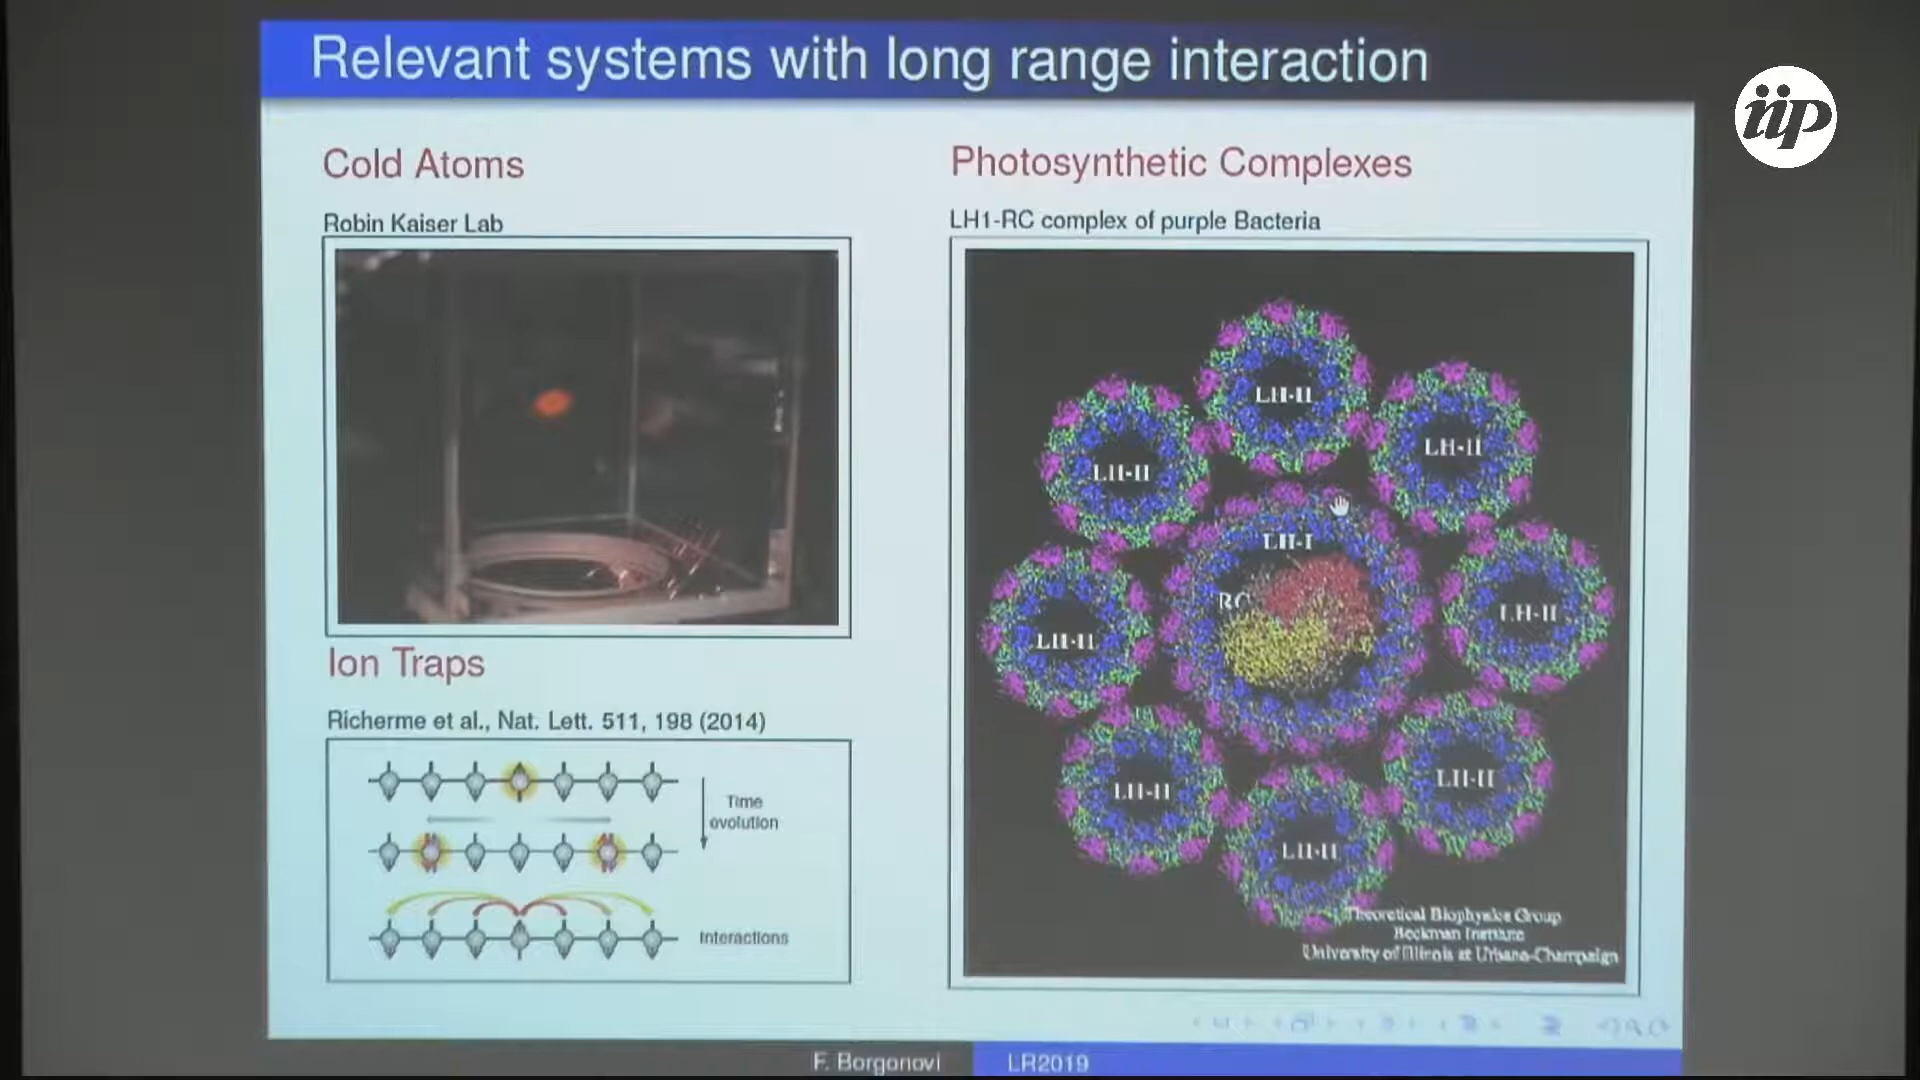 Relevant systems with long range interaction
iip
Cold Atoms
Robin Kaiser Lab
Ion Traps
Richerme et al., Nat. Lett. 511, 198 (2014)
Time
evolution
Interactions
Photosynthetic Complexes
LH1-RC complex of purple Bacteria
LH-II
LH-II
LH-II
LH-I
RC
LH-II
LH-II
LH-II
LH-II
LH-II
Theoretical Biophysics Group
Beckman Institute
University of Illinois at Urbana-Champaign
F. Borgonovi
LR2019